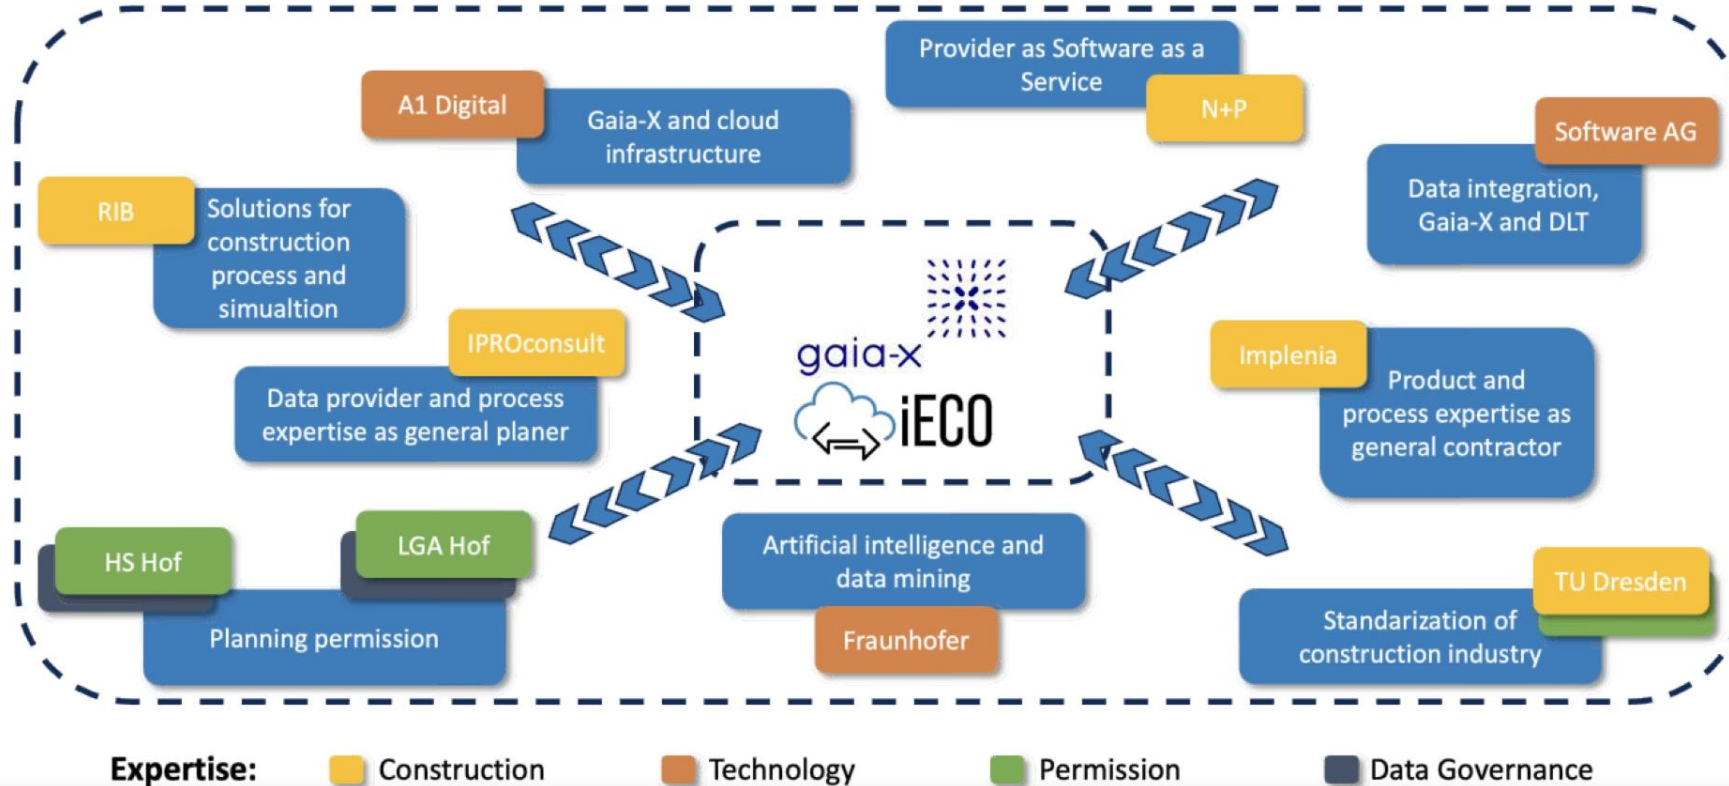 Provider as Software as a
Service
N+P
A1 Digital
Gaia-X and cloud
infrastructure
Software AG
Data integration,
Gaia-X and DLT
RIB
Solutions for
construction
process and
simualtion
IPROconsult
Data provider and process
expertise as general planer
gaia-x
iECO
Implenia
Product and
process expertise as
general contractor
HS Hof
LGA Hof
Planning permission
Artificial intelligence and
data mining
Fraunhofer
TU Dresden
Standarization of
construction industry
Expertise:
Construction
Technology
Permission
Data Governance